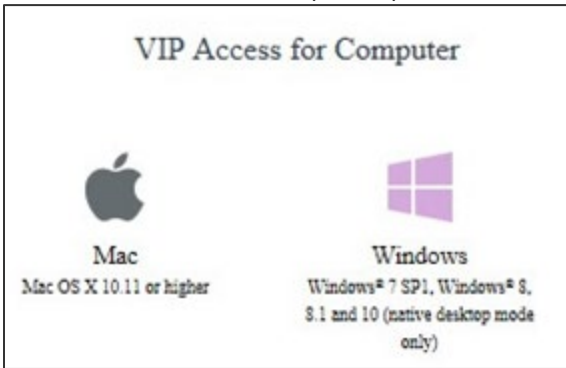 VIP Access for Computer
Mac
Mac OS X 10.11 or higher
Windows
Windows® 7 SP1, Windows® 8,
8.1 and 10 (native desktop mode
only)